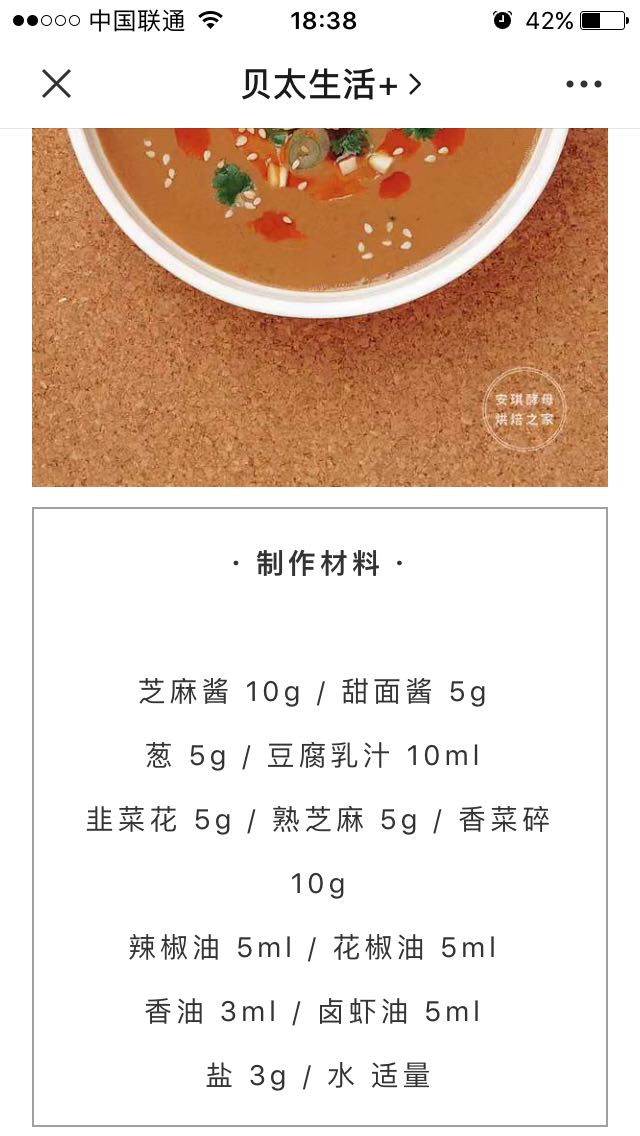 中国联通 18:38 42%
贝太生活+
安琪酵母
烘焙之家
· 制作材料 ·
芝麻酱 10g / 甜面酱 5g
葱 5g / 豆腐乳汁 10ml
韭菜花 5g / 熟芝麻 5g / 香菜碎
10g
辣椒油 5ml / 花椒油 5ml
香油 3ml / 卤虾油 5ml
盐 3g / 水 适量